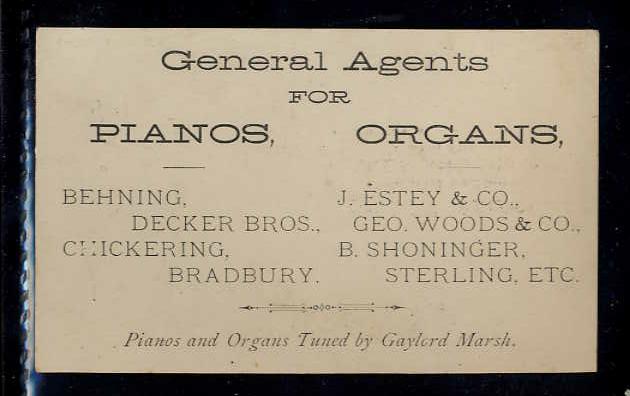 General Agents
FOR
PIANOS, ORGANS,
BEHNING, J. ESTEY & CO.,
DECKER BROS., GEO. WOODS & CO.,
CHICKERING, B. SHONINGER,
BRADBURY. STERLING, ETC.
Pianos and Organs Tuned by Gaylord Marsh.